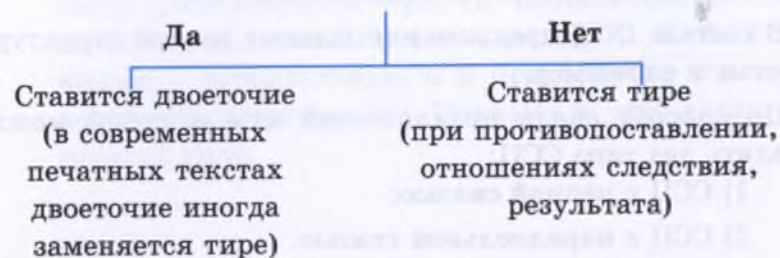 Да
Нет
Ставится двоеточие
(в современных
печатных текстах
двоеточие иногда
заменяется тире)
Ставится тире
(при противопоставлении,
отношениях следствия,
результата)